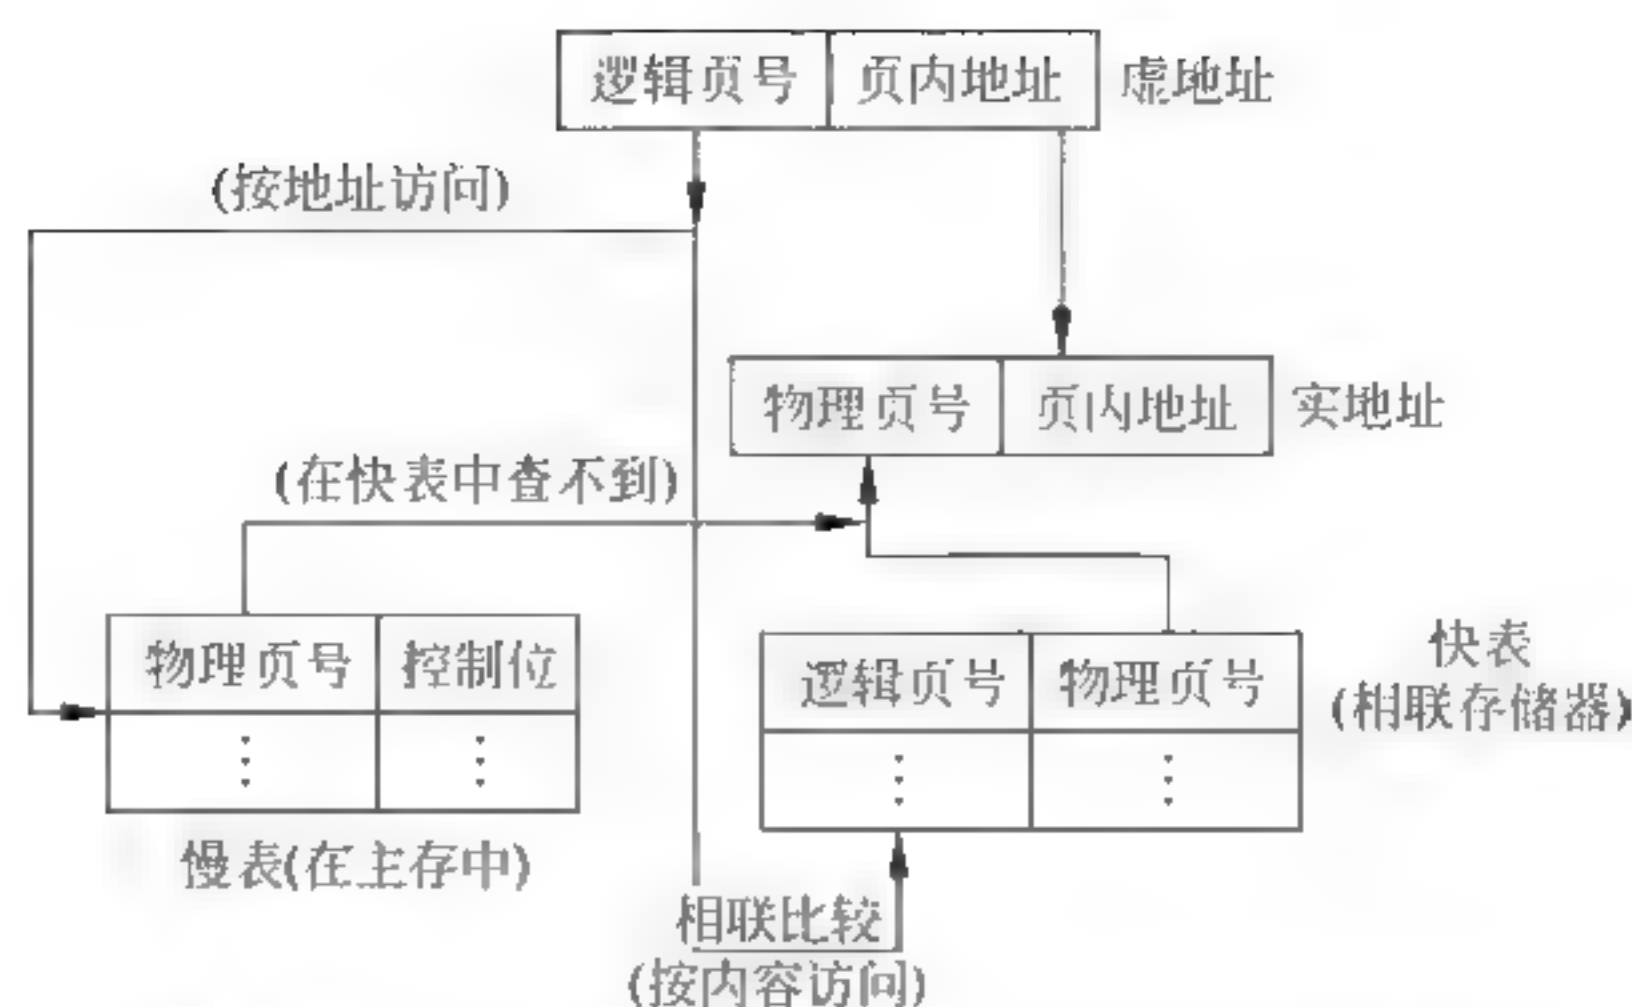 逻辑页号 页内地址 虚地址
(按地址访问)
物理页号 页内地址 实地址
(在快表中查不到)
物理页号 控制位
逻辑页号 物理页号
快表
(相联存储器)
慢表(在主存中)
相联比较
(按内容访问)